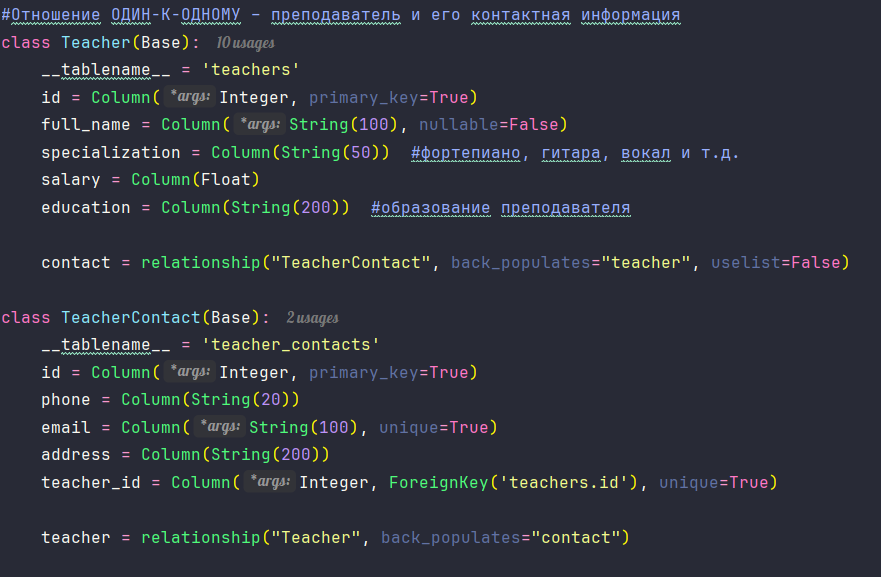 #Отношение ОДИН-К-ОДНОМУ – преподаватель и его контактная информация
class Teacher(Base):  10 usages
    __tablename__ = 'teachers'
    id = Column( *args: Integer, primary_key=True)
    full_name = Column( *args: String(100), nullable=False)
    specialization = Column(String(50))  #фортепиано, гитара, вокал и т.д.
    salary = Column(Float)
    education = Column(String(200))  #образование преподавателя
    contact = relationship("TeacherContact", back_populates="teacher", uselist=False)
class TeacherContact(Base):  2 usages
    __tablename__ = 'teacher_contacts'
    id = Column( *args: Integer, primary_key=True)
    phone = Column(String(20))
    email = Column( *args: String(100), unique=True)
    address = Column(String(200))
    teacher_id = Column( *args: Integer, ForeignKey('teachers.id'), unique=True)
    teacher = relationship("Teacher", back_populates="contact")